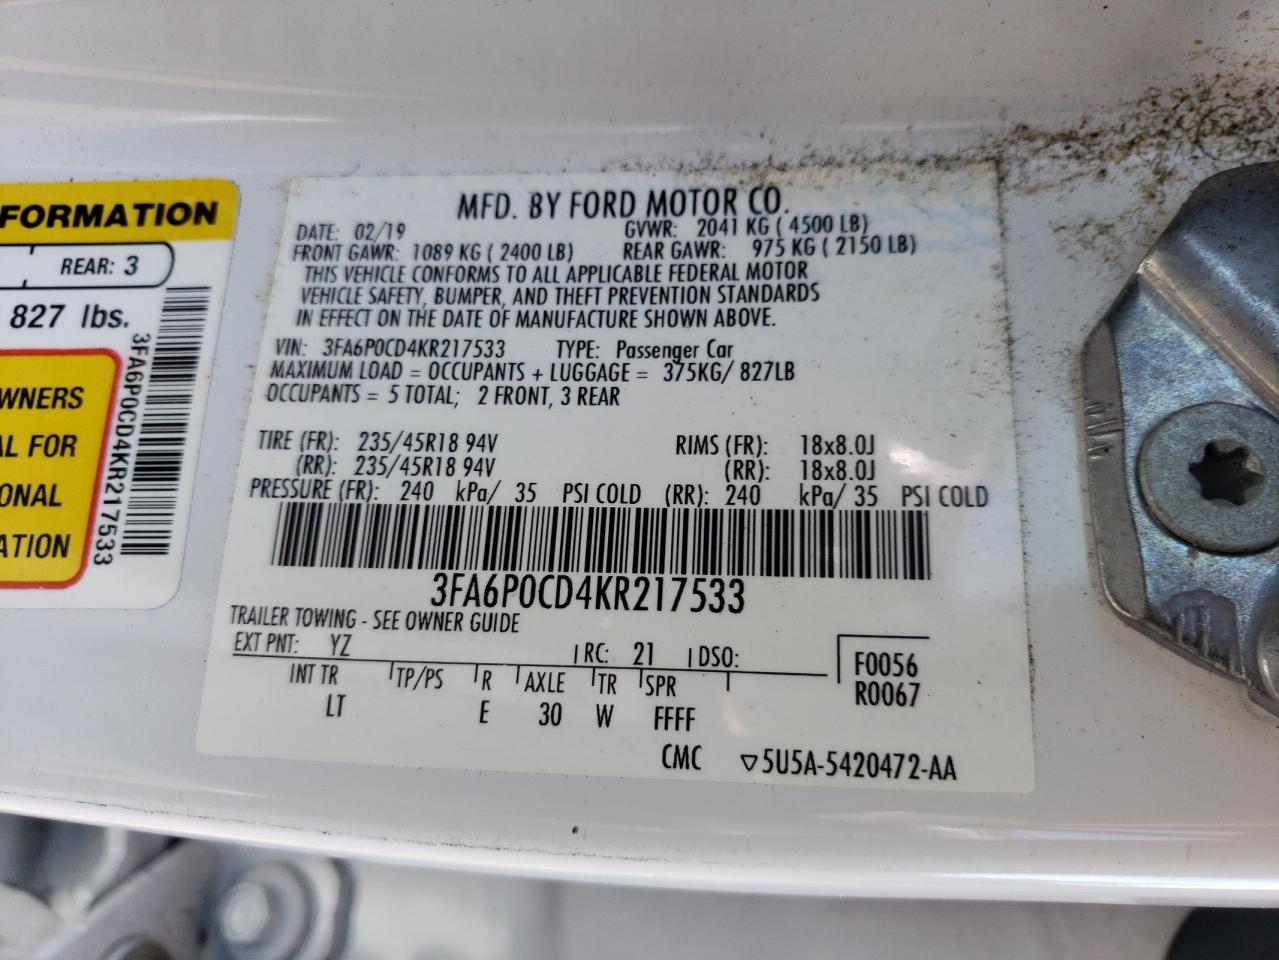 FORMATION
REAR: 3
827 lbs.
WNERS
AL FOR
IONAL
ATION
3FA6P0CD4KR217533
MFD. BY FORD MOTOR CO.
DATE: 02/19 GVWR: 2041 KG ( 4500 LB)
FRONT GAWR: 1089 KG ( 2400 LB) REAR GAWR: 975 KG ( 2150 LB)
THIS VEHICLE CONFORMS TO ALL APPLICABLE FEDERAL MOTOR
VEHICLE SAFETY, BUMPER, AND THEFT PREVENTION STANDARDS
IN EFFECT ON THE DATE OF MANUFACTURE SHOWN ABOVE.
VIN: 3FA6P0CD4KR217533 TYPE: Passenger Car
MAXIMUM LOAD = OCCUPANTS + LUGGAGE = 375KG/ 827LB
OCCUPANTS = 5 TOTAL; 2 FRONT, 3 REAR
TIRE (FR): 235/45R18 94V RIMS (FR): 18x8.0J
(RR): 235/45R18 94V (RR): 18x8.0J
PRESSURE (FR): 240 kPa/ 35 PSI COLD (RR): 240 kPa/ 35 PSI COLD
3FA6P0CD4KR217533
TRAILER TOWING - SEE OWNER GUIDE
EXT PNT: YZ RC: 21 DSO: F0056
INT TR TP/PS R AXLE TR SPR R0067
LT E 30 W FFFF
CMC ▽5U5A-5420472-AA